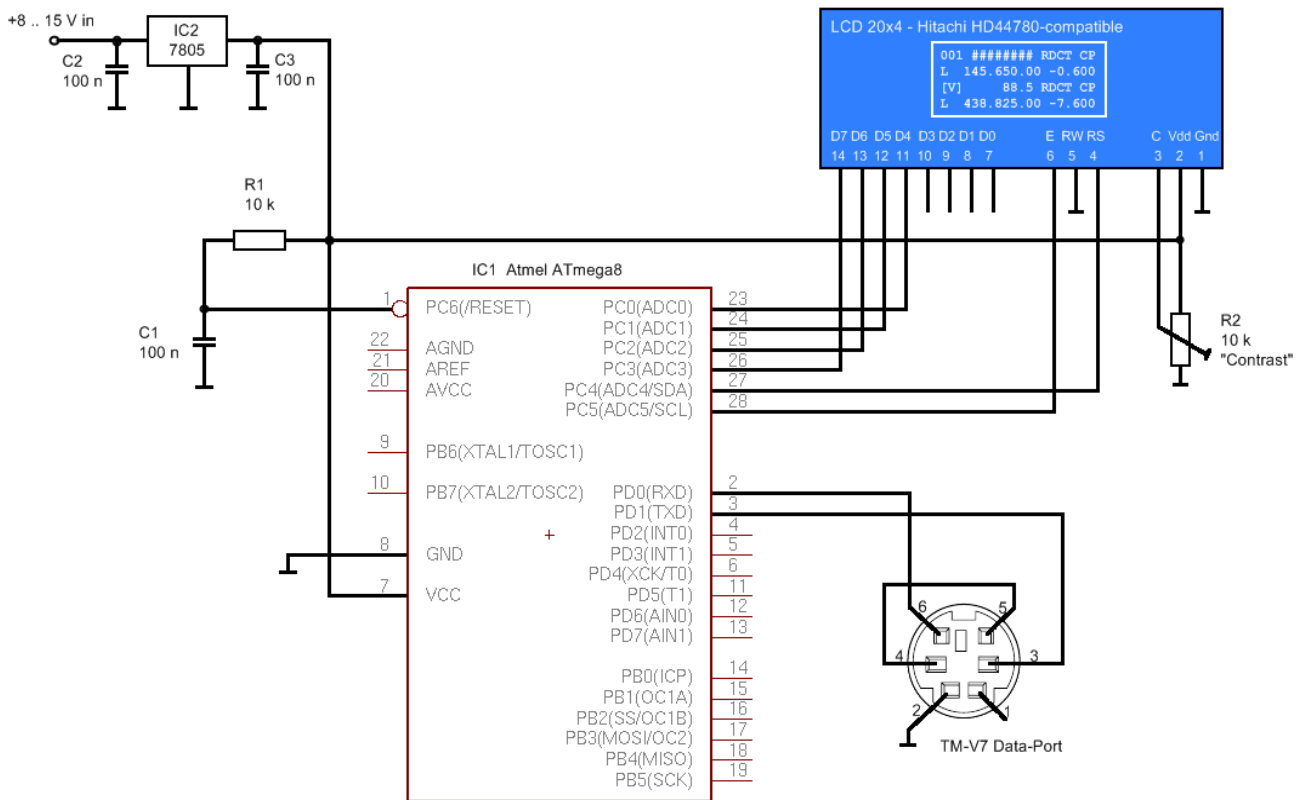 +8 .. 15 V in
IC2
7805
C2
100 n
C3
100 n
LCD 20x4 - Hitachi HD44780-compatible
001 ######## RDCT CP
L 145.650.00 -0.600
[V] 88.5 RDCT CP
L 438.825.00 -7.600
D7 D6 D5 D4 D3 D2 D1 D0 E RW RS C Vdd Gnd
14 13 12 11 10 9 8 7 6 5 4 3 2 1
R1
10 k
IC1 Atmel ATmega8
C1
100 n
R2
10 k
"Contrast"
1 PC6(/RESET)
22 AGND
21 AREF
20 AVCC
9 PB6(XTAL1/TOSC1)
10 PB7(XTAL2/TOSC2)
8 GND
7 VCC
PC0(ADC0) 23
PC1(ADC1) 24
PC2(ADC2) 25
PC3(ADC3) 26
PC4(ADC4/SDA) 27
PC5(ADC5/SCL) 28
PD0(RXD) 2
PD1(TXD) 3
PD2(INT0) 4
PD3(INT1) 5
PD4(XCK/T0) 6
PD5(T1) 11
PD6(AIN0) 12
PD7(AIN1) 13
PB0(ICP) 14
PB1(OC1A) 15
PB2(SS/OC1B) 16
PB3(MOSI/OC2) 17
PB4(MISO) 18
PB5(SCK) 19
6 5
4 3
2 1
TM-V7 Data-Port